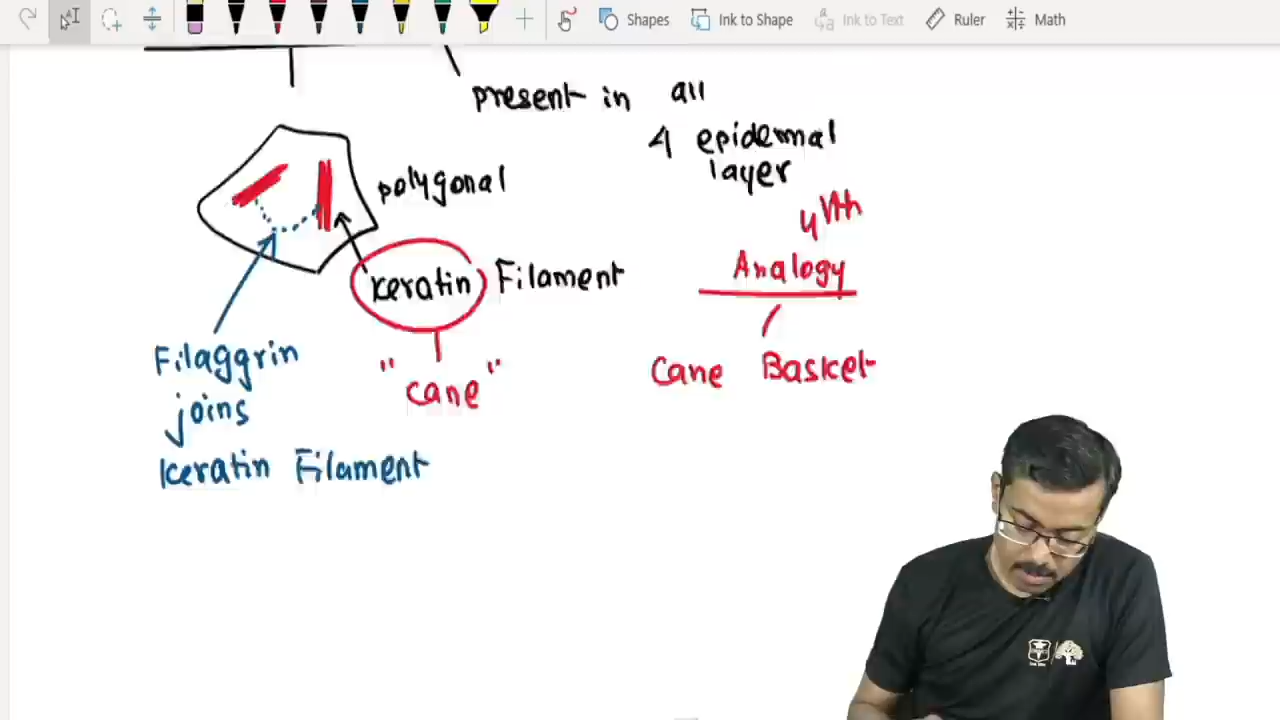 Shapes
Ink to Shape
Ink to Text
Ruler
Math
present in all
4 epidermal
layer
polygonal
4th
Analogy
keratin Filament
Cane Basket
"cane"
Filaggrin
joins
keratin Filament